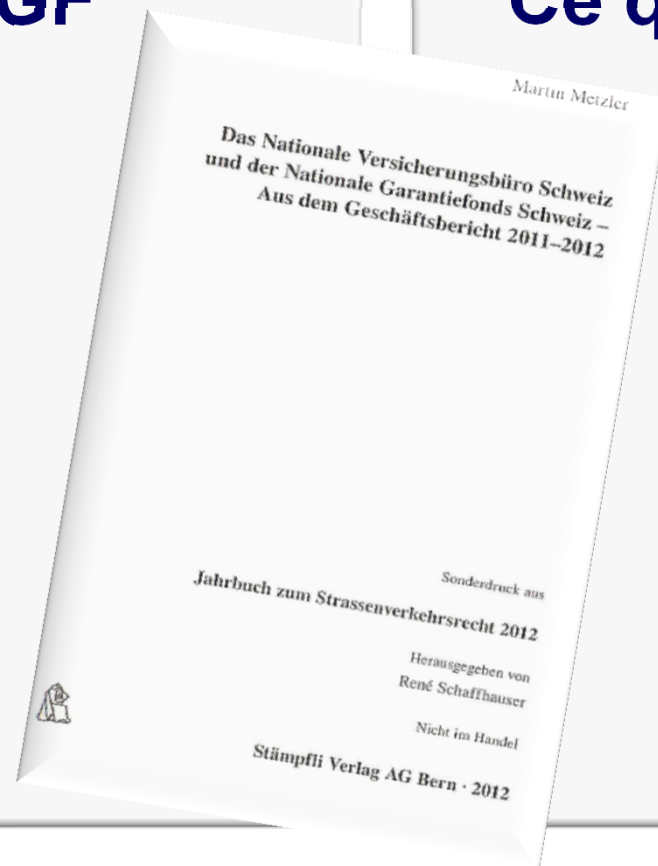 GF
Ce q
Martin Metzler
Das Nationale Versicherungsbüro Schweiz
und der Nationale Garantiefonds Schweiz –
Aus dem Geschäftsbericht 2011–2012
Sonderdruck aus
Jahrbuch zum Strassenverkehrsrecht 2012
Herausgegeben von
René Schaffhauser
Nicht im Handel
Stämpfli Verlag AG Bern · 2012